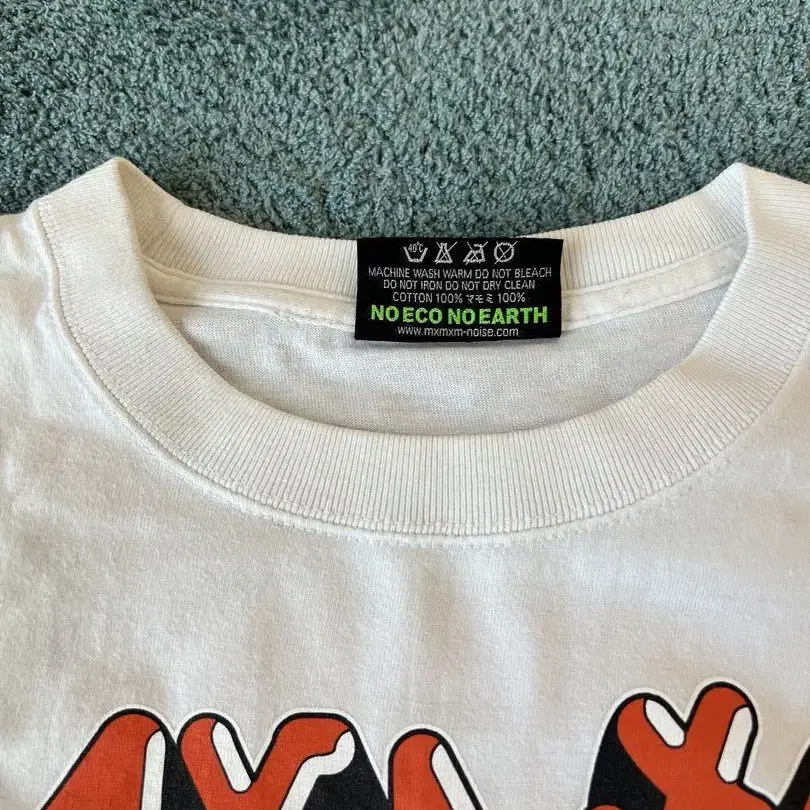 40°C
MACHINE WASH WARM DO NOT BLEACH
DO NOT IRON DO NOT DRY CLEAN
COTTON 100% マモミ 100%
NO ECO NO EARTH
www.mxmxm-noise.com